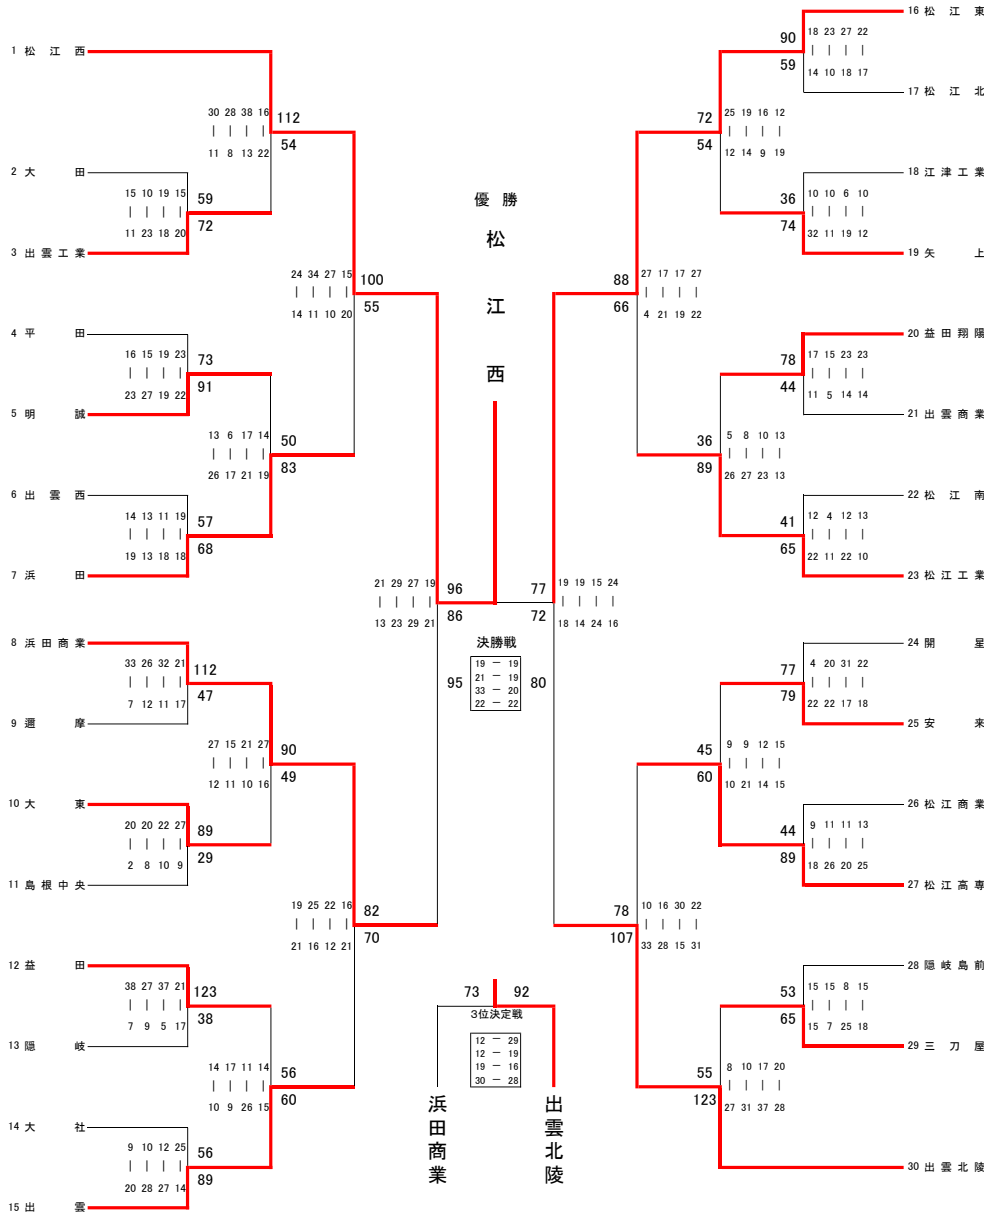 優勝
松江西
1 松江西
30 28 38 16
| | | |
11 8 13 22
112
54
2 大田
15 10 19 15
| | | |
11 23 18 20
59
72
3 出雲工業
24 34 27 15
| | | |
14 11 10 20
100
55
4 平田
16 15 19 23
| | | |
23 27 19 22
73
91
5 明誠
13 6 17 14
| | | |
26 17 21 19
50
83
6 出雲西
14 13 11 19
| | | |
19 13 18 18
57
68
7 浜田
21 29 27 19
| | | |
13 23 29 21
96
86
8 浜田商業
33 26 32 21
| | | |
7 12 11 17
112
47
9 邇摩
27 15 21 27
| | | |
12 11 10 16
90
49
10 大東
20 20 22 27
| | | |
2 8 10 9
89
29
11 島根中央
19 25 22 16
| | | |
21 16 12 21
82
70
12 益田
38 27 37 21
| | | |
7 9 5 17
123
38
13 隠岐
14 17 11 14
| | | |
10 9 26 15
56
60
14 大社
9 10 12 25
| | | |
20 28 27 14
56
89
15 出雲
決勝戦
95
19 - 19
21 - 19
33 - 20
22 - 22
80
73
92
3位決定戦
12 - 29
12 - 19
19 - 16
30 - 28
浜田商業
出雲北陵
16 松江東
90
59
18 23 27 22
| | | |
14 10 18 17
17 松江北
72
54
25 19 16 12
| | | |
12 14 9 19
18 江津工業
36
74
10 10 6 10
| | | |
32 11 19 12
19 矢上
88
66
27 17 17 27
| | | |
4 21 19 22
20 益田翔陽
78
44
17 15 23 23
| | | |
11 5 14 14
21 出雲商業
36
89
5 8 10 13
| | | |
26 27 23 13
22 松江南
41
65
12 4 12 13
| | | |
22 11 22 10
23 松江工業
77
72
19 19 15 24
| | | |
18 14 24 16
24 開星
77
79
4 20 31 22
| | | |
22 22 17 18
25 安来
45
60
9 9 12 15
| | | |
10 21 14 15
26 松江商業
44
89
9 11 11 13
| | | |
18 26 20 25
27 松江高専
78
107
10 16 30 22
| | | |
33 28 15 31
28 隠岐島前
53
65
15 15 8 15
| | | |
15 7 25 18
29 三刀屋
55
123
8 10 17 20
| | | |
27 31 37 28
30 出雲北陵